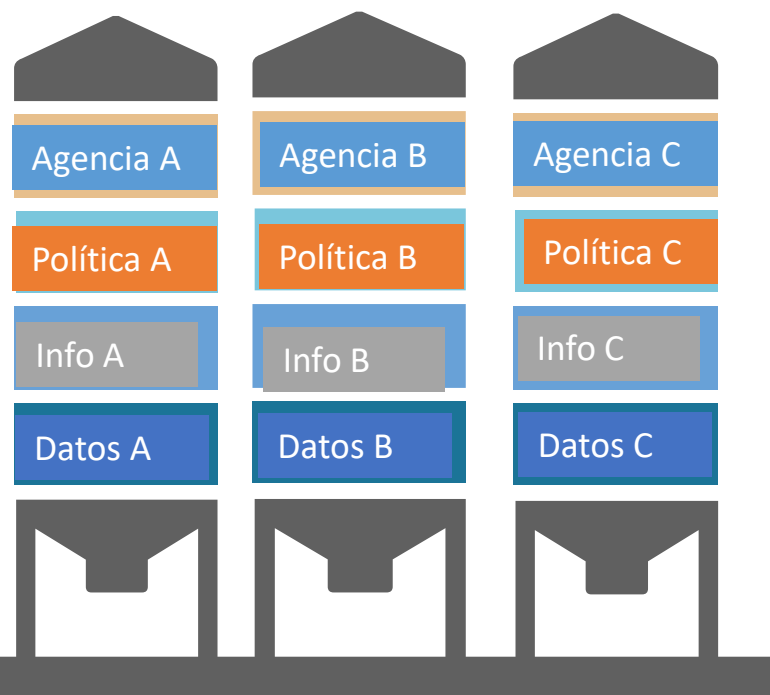 Agencia A
Agencia B
Agencia C
Política A
Política B
Política C
Info A
Info B
Info C
Datos A
Datos B
Datos C